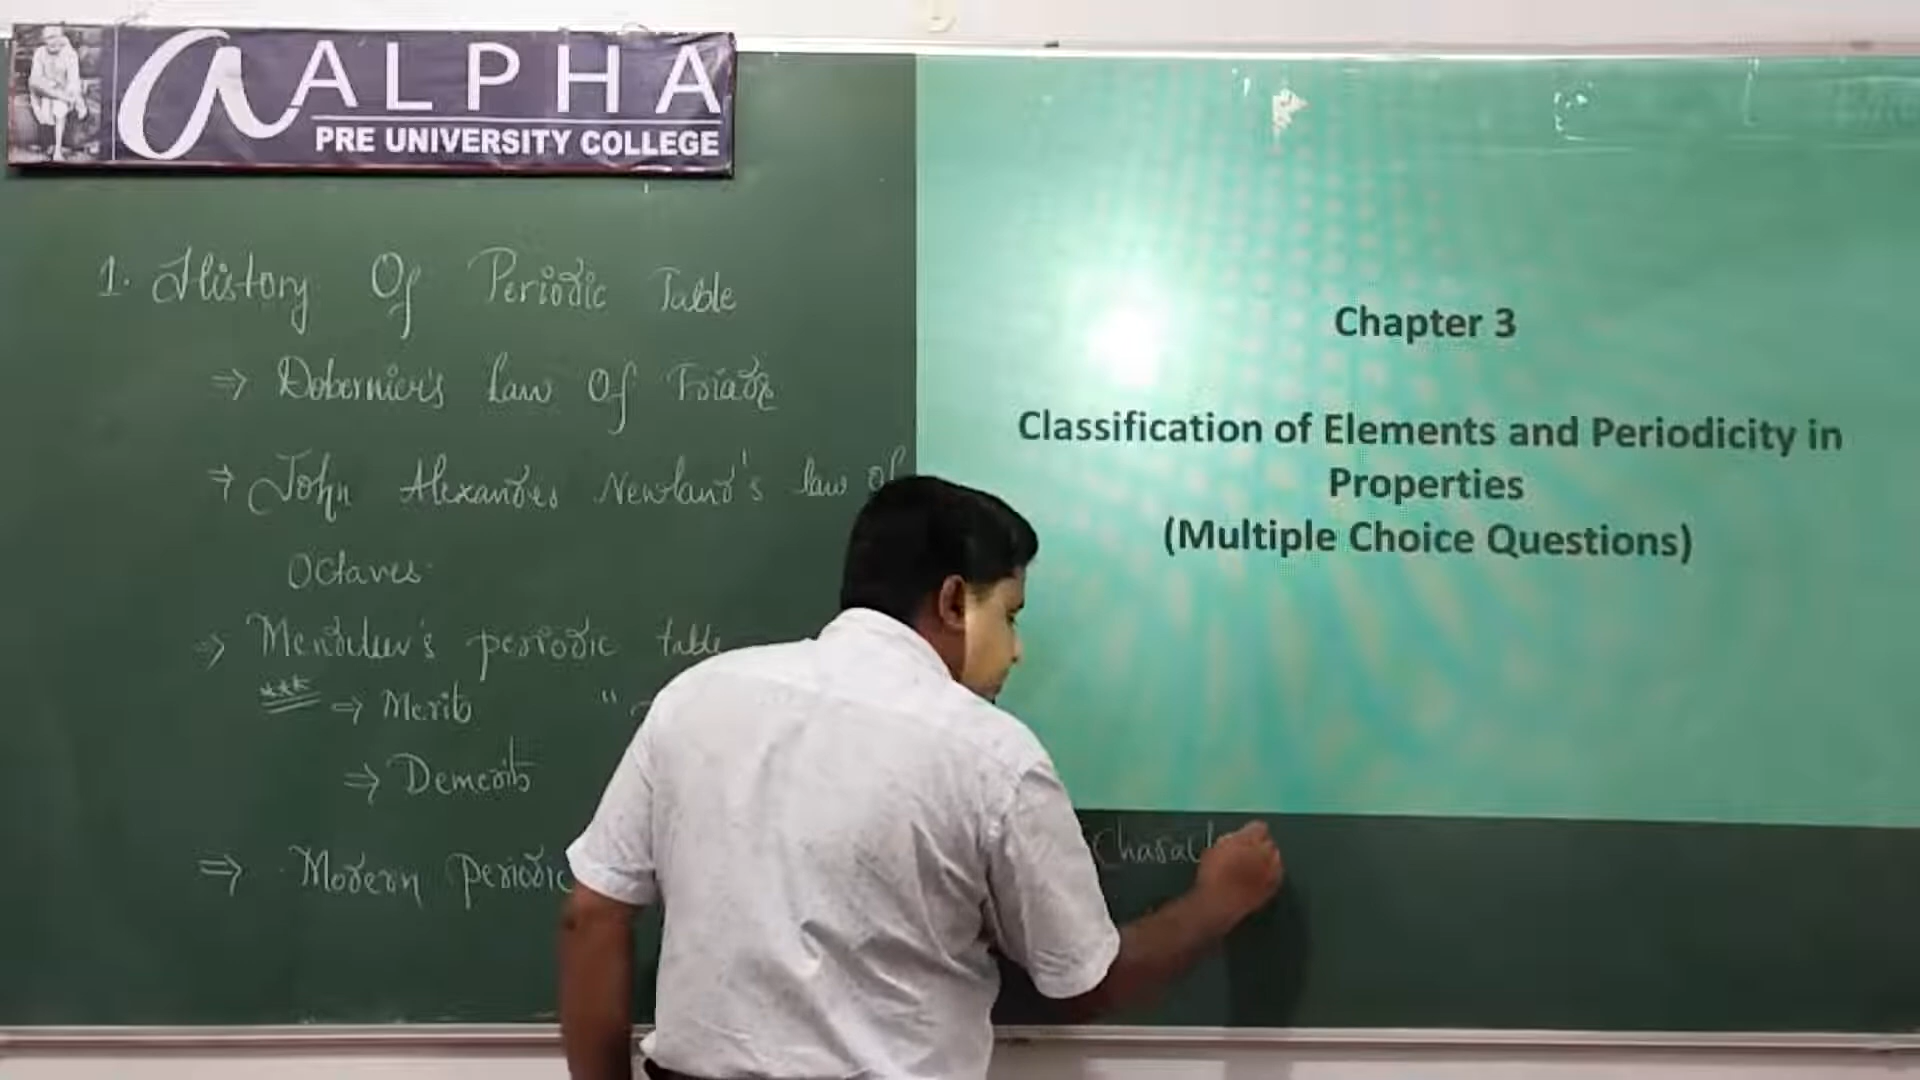 a ALPHA
PRE UNIVERSITY COLLEGE
1. History Of Periodic Table
⇒ Dobernier's Law Of Triads
⇒ John Alexander Newland's law of
Octaves.
⇒ Mendeleev's periodic table
*** ⇒ Merits "
⇒ Demerits
⇒ Modern periodic
Charact
Chapter 3
Classification of Elements and Periodicity in
Properties
(Multiple Choice Questions)